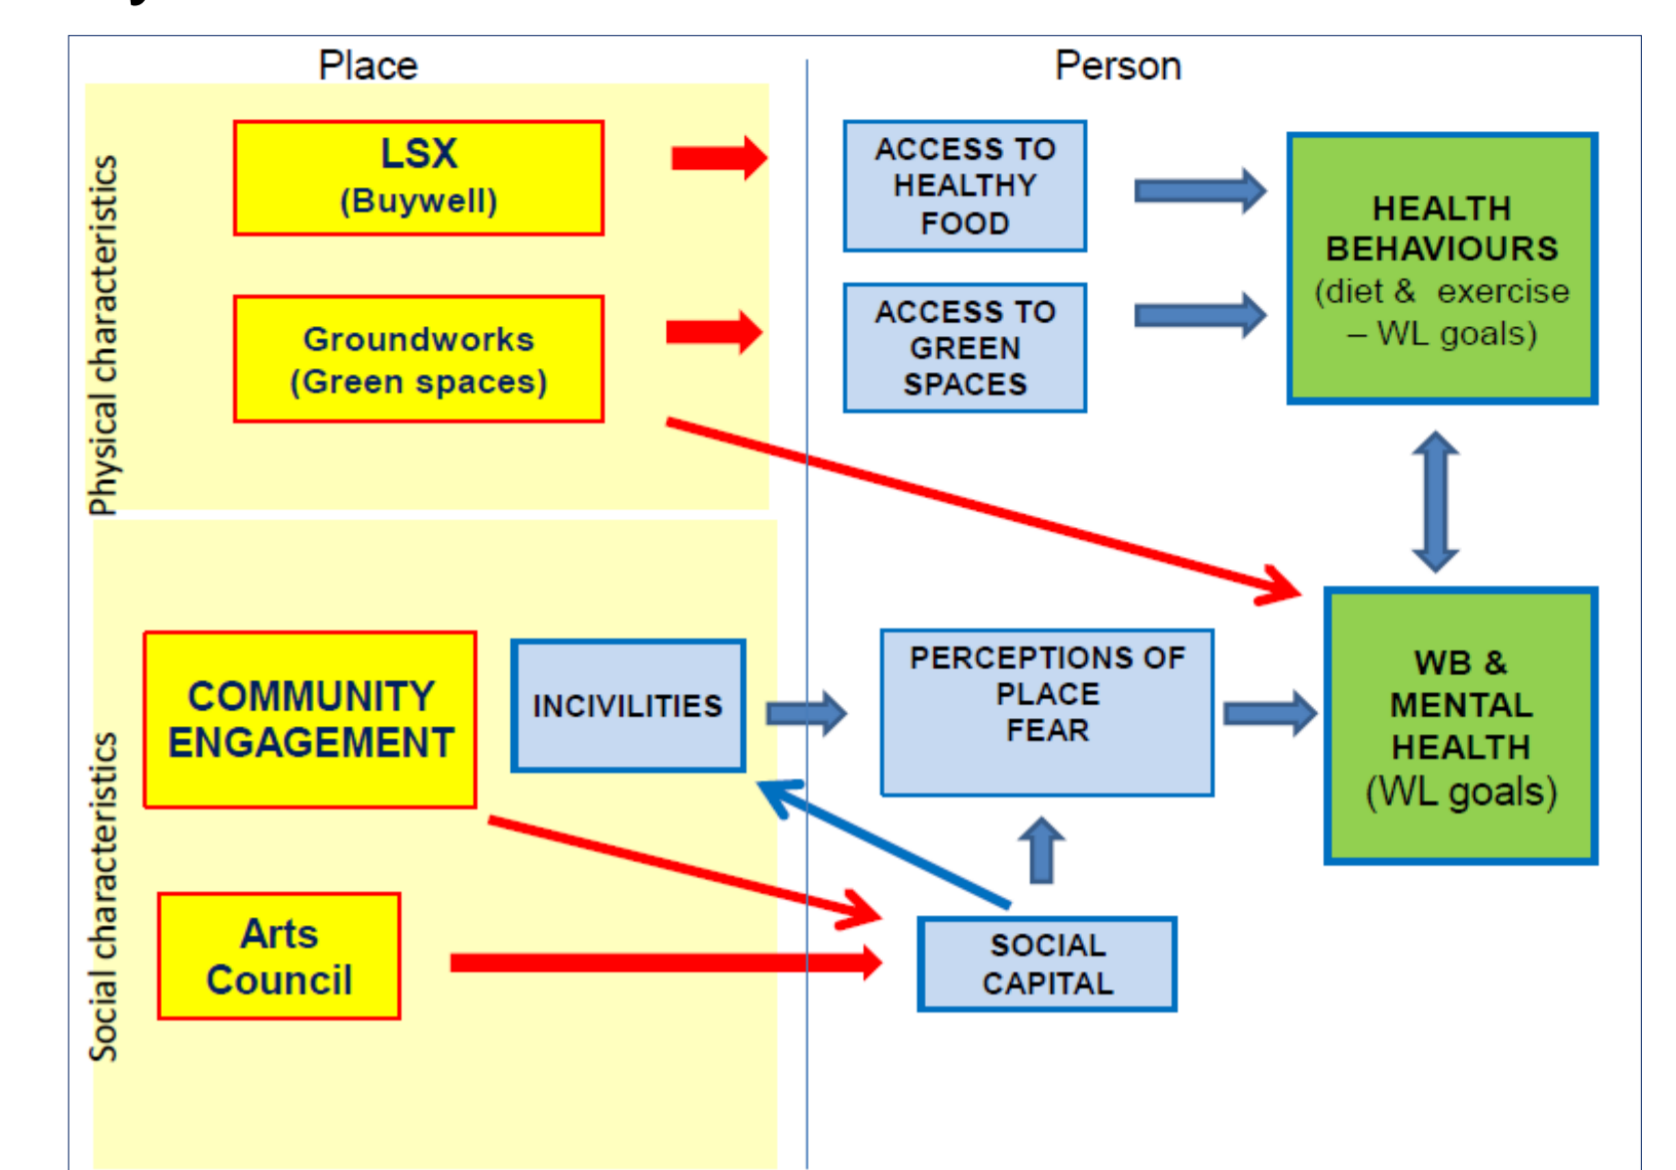 Place
Person
Physical characteristics
LSX
(Buywell)
ACCESS TO
HEALTHY
FOOD
HEALTH
BEHAVIOURS
(diet & exercise
– WL goals)
Groundworks
(Green spaces)
ACCESS TO
GREEN
SPACES
Social characteristics
COMMUNITY
ENGAGEMENT
INCIVILITIES
PERCEPTIONS OF
PLACE
FEAR
WB &
MENTAL
HEALTH
(WL goals)
Arts
Council
SOCIAL
CAPITAL